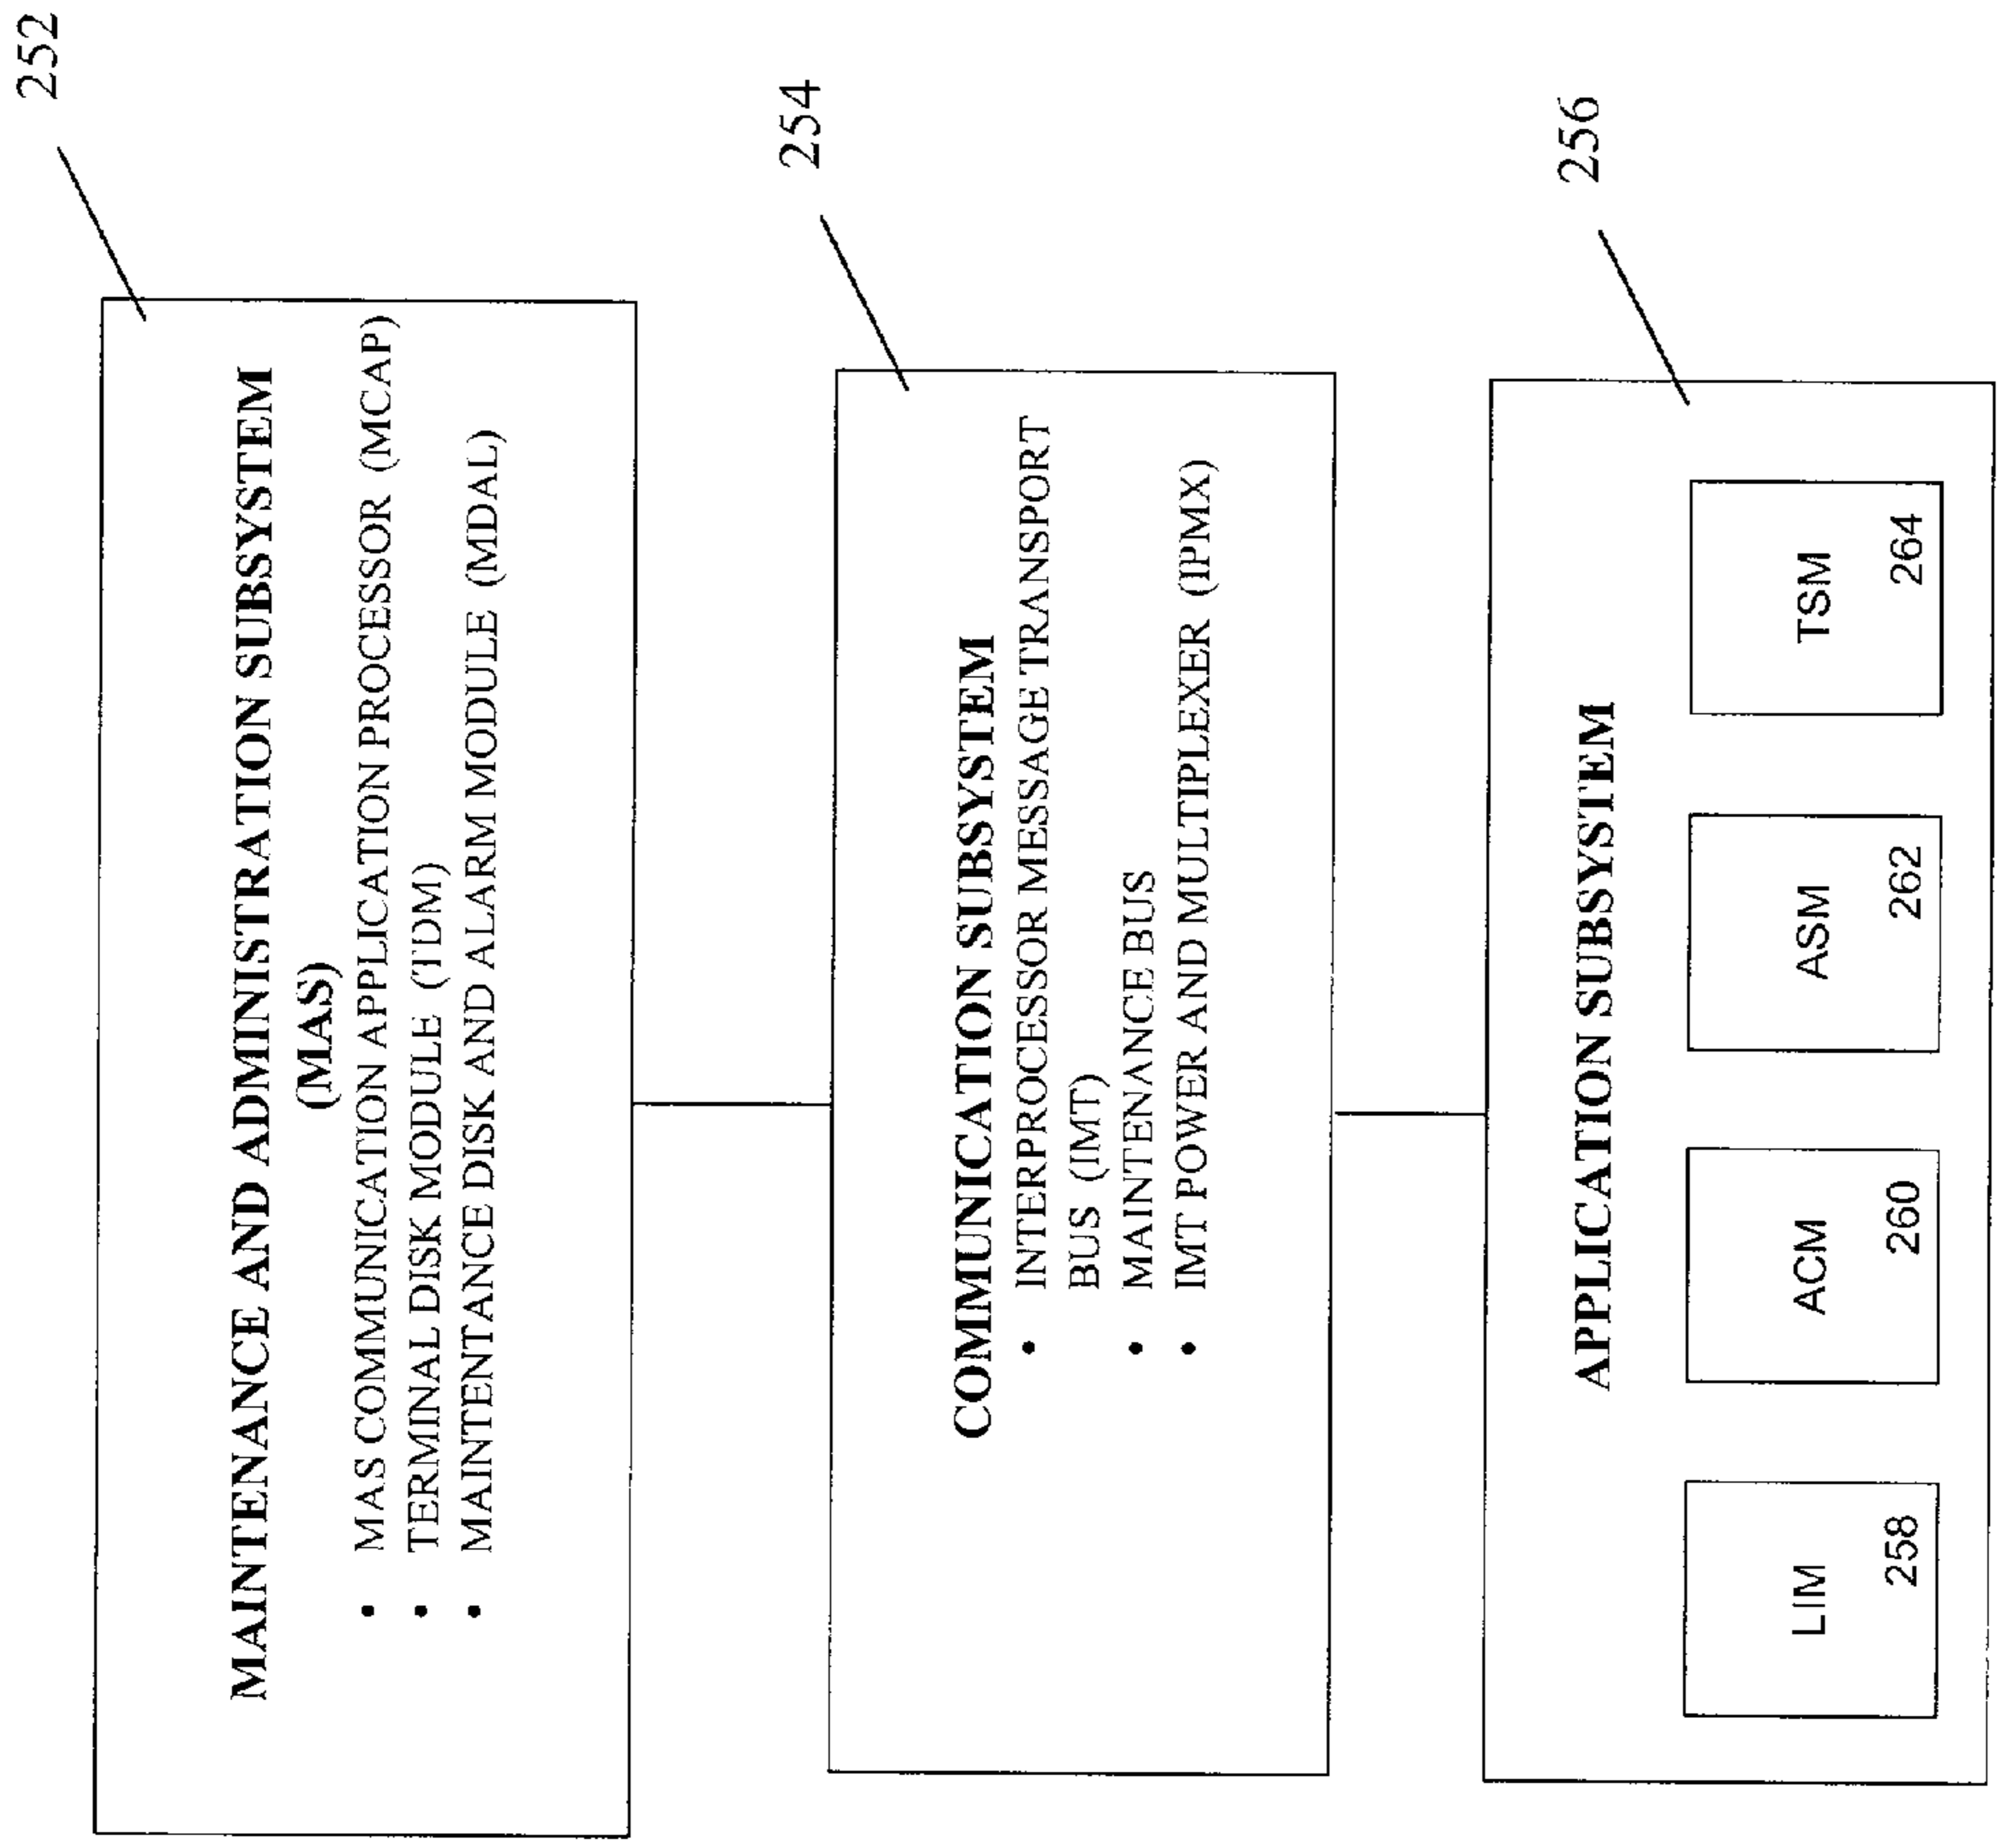 252
MAINTENANCE AND ADMINISTRATION SUBSYSTEM
(MAS)
• MAS COMMUNICATION APPLICATION PROCESSOR (MCAP)
• TERMINAL DISK MODULE (TDM)
• MAINTENTANCE DISK AND ALARM MODULE (MDAL)
254
COMMUNICATION SUBSYSTEM
• INTERPROCESSOR MESSAGE TRANSPORT
BUS (IMT)
• MAINTENANCE BUS
• IMT POWER AND MULTIPLEXER (IPMX)
256
APPLICATION SUBSYSTEM
LIM
258
ACM
260
ASM
262
TSM
264